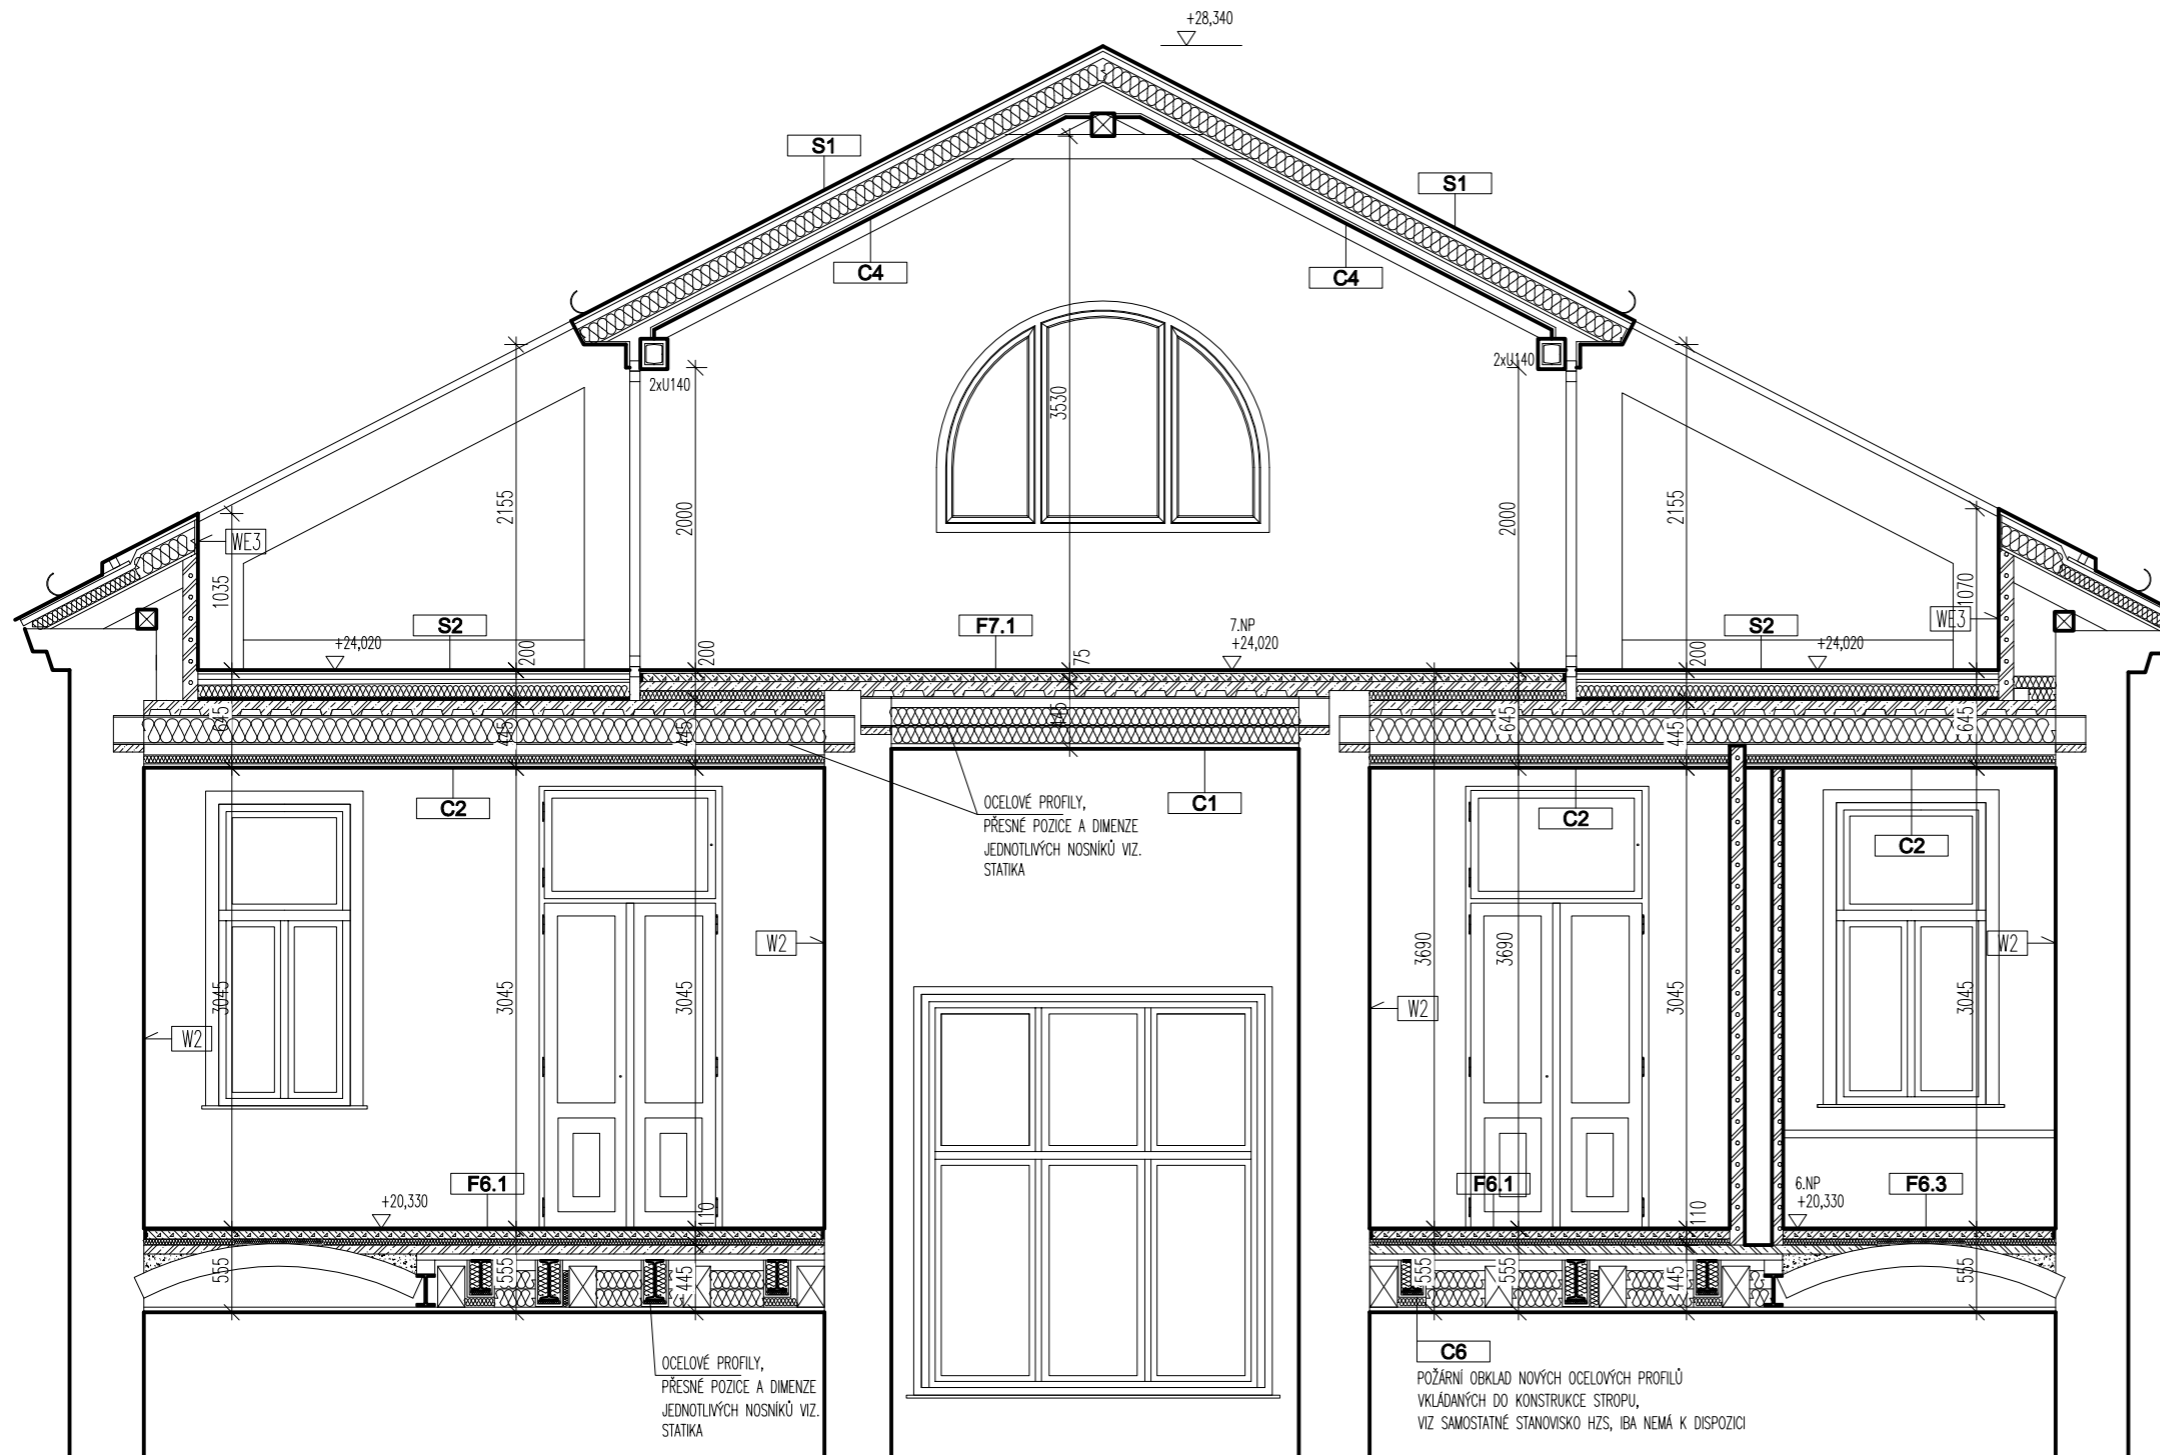 +28,340
S1
S1
C4
C4
2xU140
2xU140
3530
2155
2000
2000
2155
WE3
1035
1070
WE3
S2
+24,020
F7.1
7.NP
+24,020
S2
+24,020
200
200
75
200
645
445
445
445
645
445
645
C2
C1
C2
C2
OCELOVÉ PROFILY,
PŘESNÉ POZICE A DIMENZE
JEDNOTLIVÝCH NOSNÍKŮ VIZ.
STATIKA
W2
W2
3690
3690
3045
3045
3045
3045
3045
W2
W2
F6.1
+20,330
110
F6.1
110
6.NP
+20,330
F6.3
555
555
445
555
555
445
555
OCELOVÉ PROFILY,
PŘESNÉ POZICE A DIMENZE
JEDNOTLIVÝCH NOSNÍKŮ VIZ.
STATIKA
C6
POŽÁRNÍ OBKLAD NOVÝCH OCELOVÝCH PROFILŮ
VKLÁDANÝCH DO KONSTRUKCE STROPU,
VIZ SAMOSTATNÉ STANOVISKO HZS, IBA NEMÁ K DISPOZICI